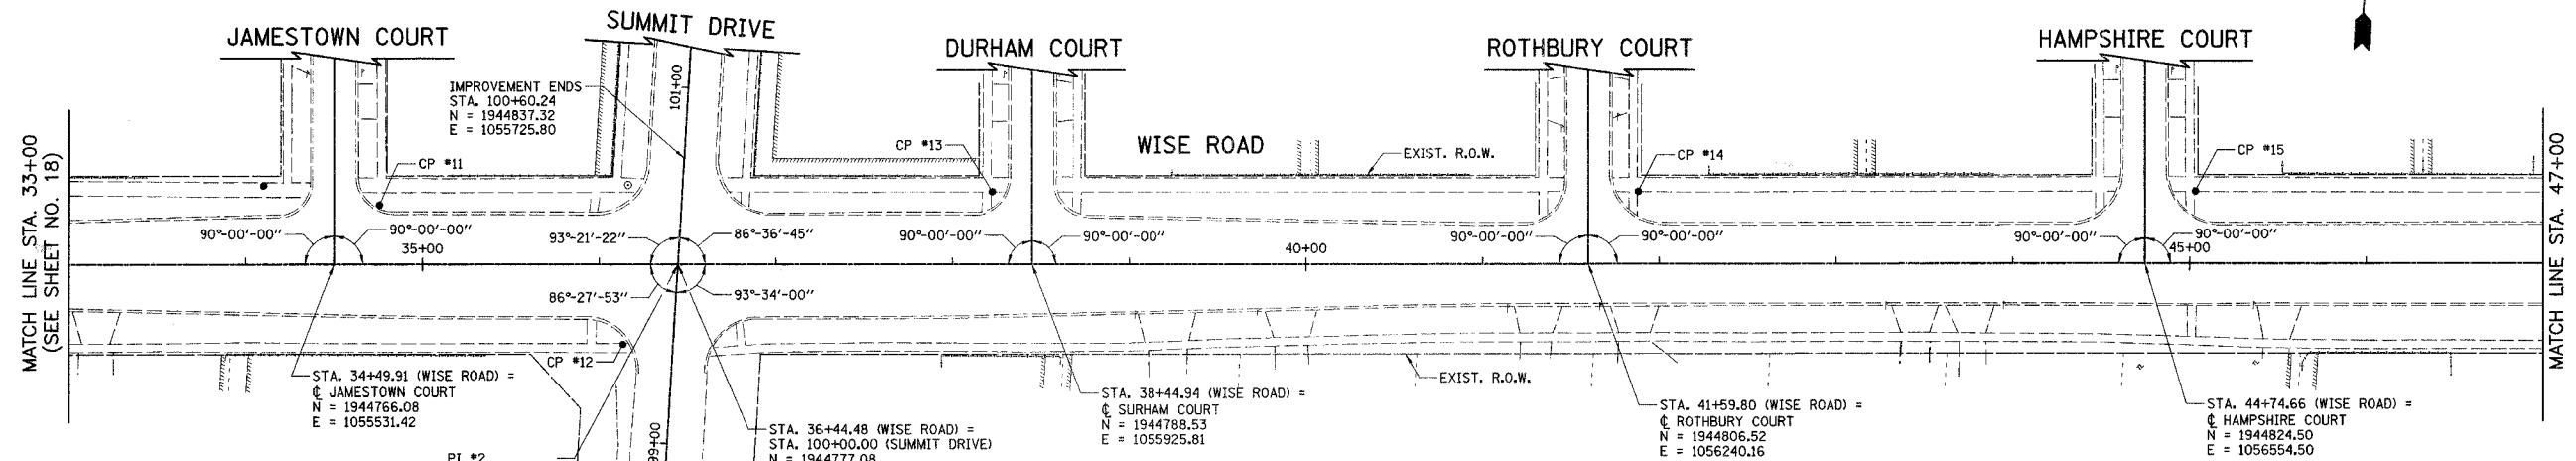 JAMESTOWN COURT
SUMMIT DRIVE
DURHAM COURT
ROTHBURY COURT
HAMPSHIRE COURT
IMPROVEMENT ENDS
STA. 100+60.24
N = 1944837.32
E = 1055725.80
101+00
MATCH LINE STA. 33+00
(SEE SHEET NO. 18)
CP #11
CP #13
WISE ROAD
EXIST. R.O.W.
CP #14
CP #15
MATCH LINE STA. 47+00
90°-00'-00"
90°-00'-00"
35+00
93°-21'-22"
86°-36'-45"
90°-00'-00"
90°-00'-00"
40+00
90°-00'-00"
90°-00'-00"
90°-00'-00"
90°-00'-00"
45+00
86°-27'-53"
93°-34'-00"
CP #12
STA. 34+49.91 (WISE ROAD) =
℄ JAMESTOWN COURT
N = 1944766.08
E = 1055531.42
PI #2
99+00
STA. 36+44.48 (WISE ROAD) =
STA. 100+00.00 (SUMMIT DRIVE)
N = 1944777.08
STA. 38+44.94 (WISE ROAD) =
℄ SURHAM COURT
N = 1944788.53
E = 1055925.81
EXIST. R.O.W.
STA. 41+59.80 (WISE ROAD) =
℄ ROTHBURY COURT
N = 1944806.52
E = 1056240.16
STA. 44+74.66 (WISE ROAD) =
℄ HAMPSHIRE COURT
N = 1944824.50
E = 1056554.50